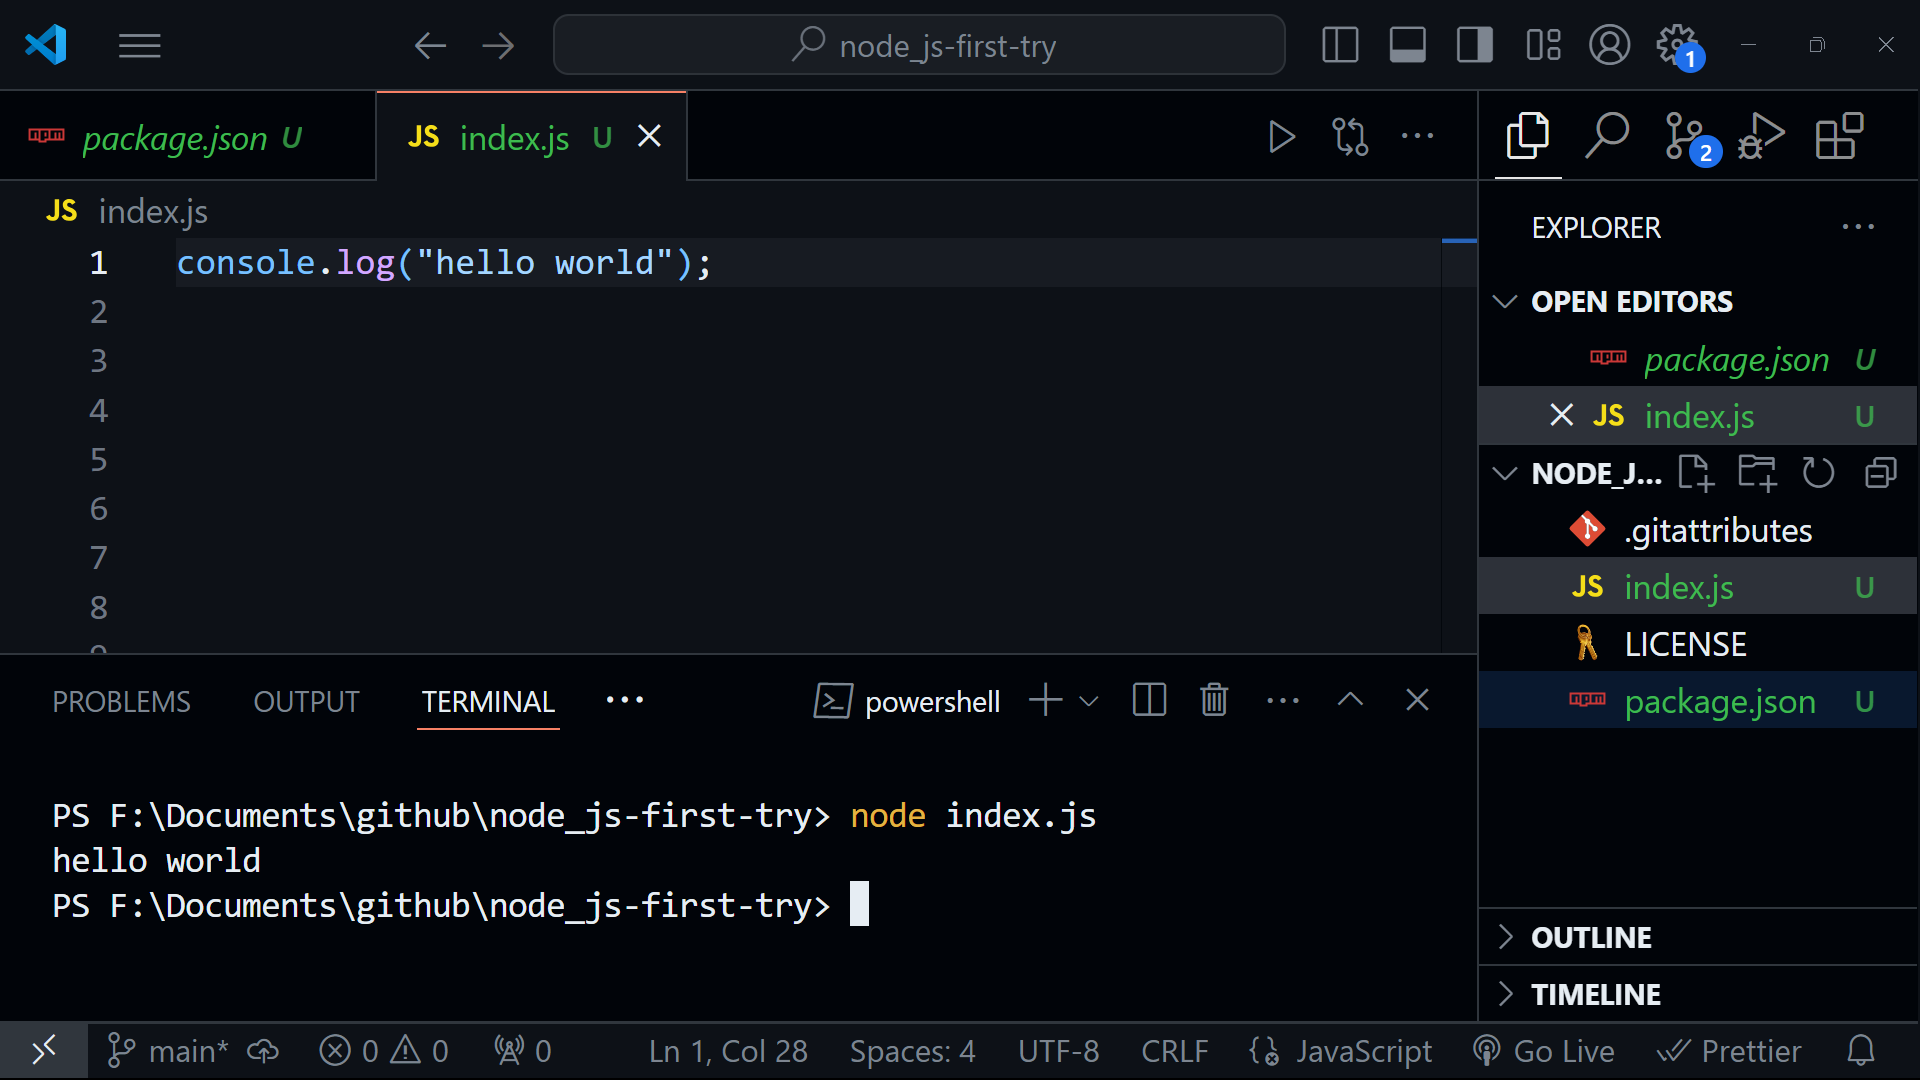 node_js-first-try
1
package.json U
JS index.js U
2
JS index.js
1 console.log("hello world");
2
3
4
5
6
7
8
9
EXPLORER
OPEN EDITORS
package.json U
JS index.js U
NODE_J...
.gitattributes
JS index.js U
LICENSE
package.json U
OUTLINE
TIMELINE
PROBLEMS OUTPUT TERMINAL powershell
PS F:\Documents\github\node_js-first-try> node index.js
hello world
PS F:\Documents\github\node_js-first-try>
main* 0 0 0 Ln 1, Col 28 Spaces: 4 UTF-8 CRLF JavaScript Go Live Prettier